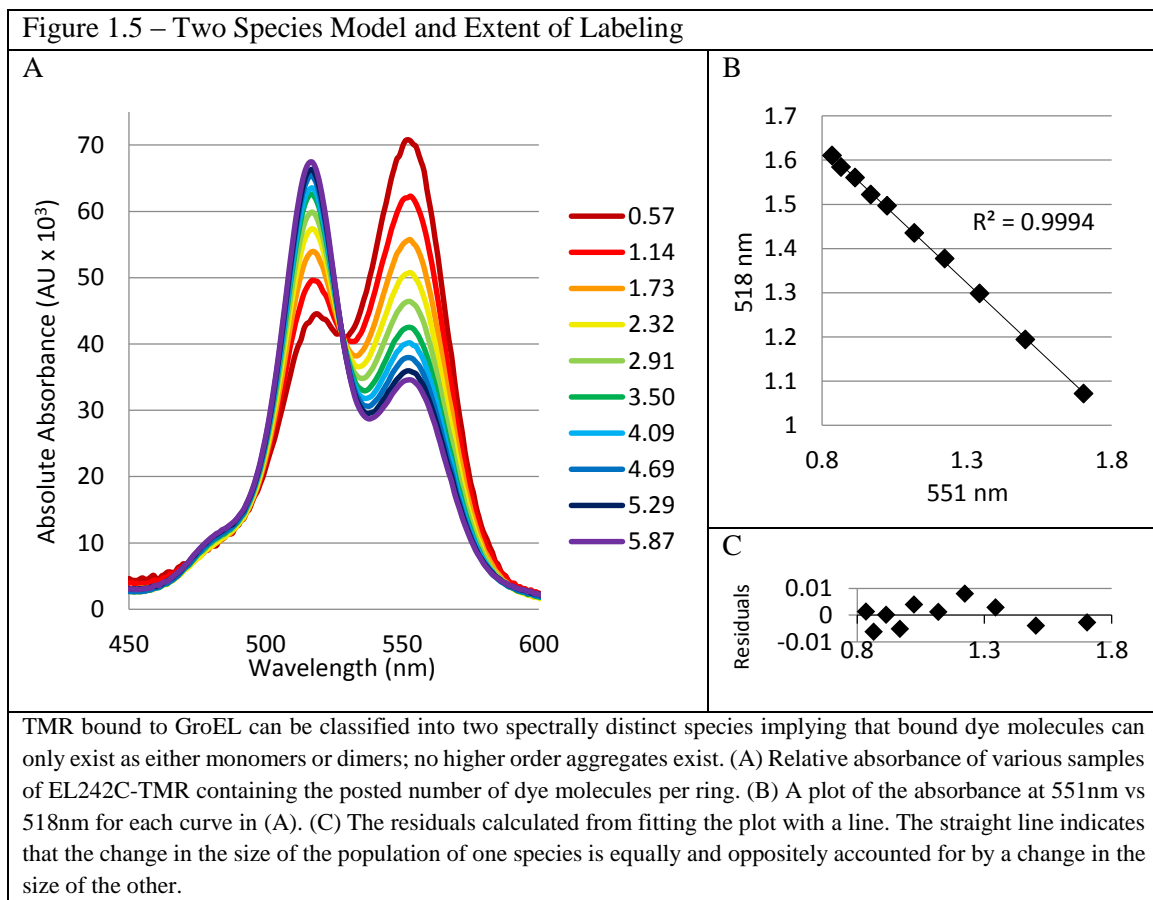 Figure 1.5 – Two Species Model and Extent of Labeling
A
70
60
50
40
30
20
10
0
Absolute Absorbance (AU x 10³)
450
500
550
600
Wavelength (nm)
0.57
1.14
1.73
2.32
2.91
3.50
4.09
4.69
5.29
5.87
B
1.7
1.6
1.5
1.4
1.3
1.2
1.1
1
518 nm
R² = 0.9994
0.8
1.3
1.8
551 nm
C
0.01
0
-0.01
Residuals
0.8
1.3
1.8
TMR bound to GroEL can be classified into two spectrally distinct species implying that bound dye molecules can
only exist as either monomers or dimers; no higher order aggregates exist. (A) Relative absorbance of various samples
of EL242C-TMR containing the posted number of dye molecules per ring. (B) A plot of the absorbance at 551nm vs
518nm for each curve in (A). (C) The residuals calculated from fitting the plot with a line. The straight line indicates
that the change in the size of the population of one species is equally and oppositely accounted for by a change in the
size of the other.